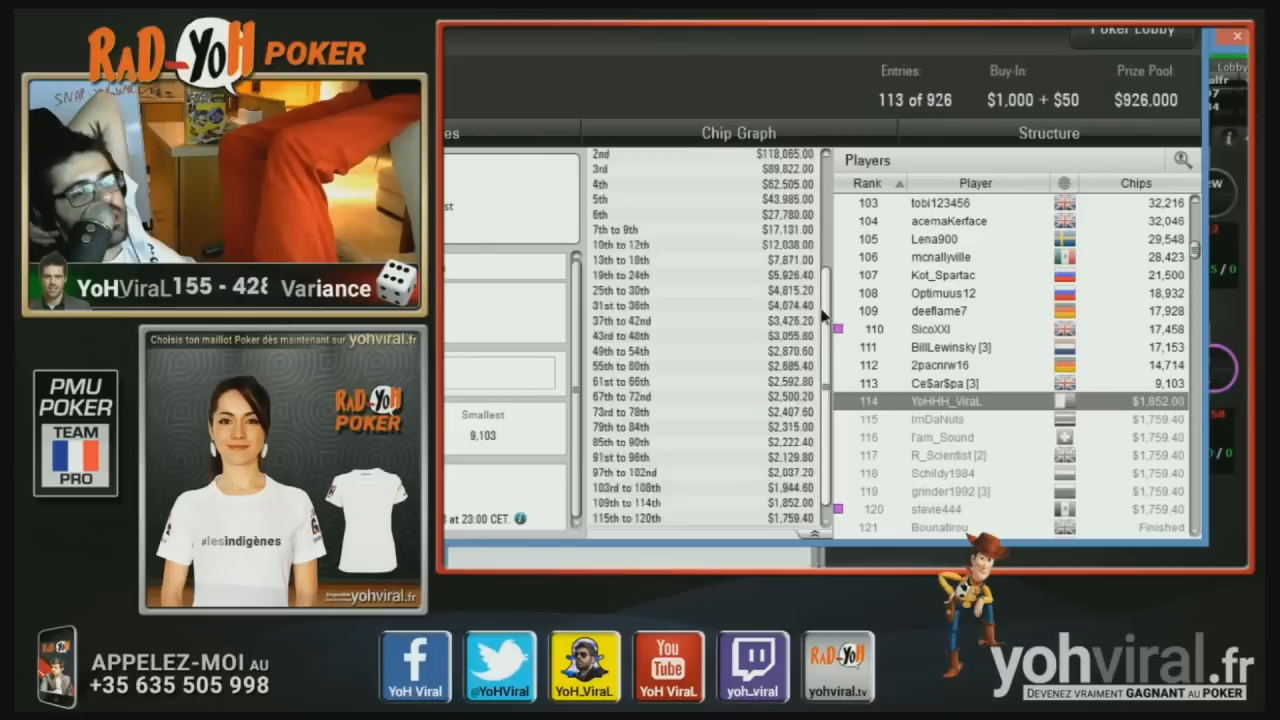 RAD-YOH POKER
SNAP
YoHViraL 155 - 428 Variance
Choisis ton maillot Poker dès maintenant sur yohviral.fr
RAD-YOH
POKER
#lesindigènes
yohviral.fr
PMU
POKER
TEAM
PRO
APPELEZ-MOI AU
+35 635 505 998
Poker Lobby
Lobby
Entries: Buy-In: Prize Pool:
113 of 926 $1,000 + $50 $926,000
es Chip Graph Structure
st
Smallest
9,103
at 23:00 CET.
2nd $118,065.00
3rd $89,822.00
4th $62,505.00
5th $43,985.00
6th $27,780.00
7th to 9th $17,131.00
10th to 12th $12,038.00
13th to 18th $7,871.00
19th to 24th $5,926.40
25th to 30th $4,815.20
31st to 36th $4,074.40
37th to 42nd $3,426.20
43rd to 48th $3,055.80
49th to 54th $2,870.60
55th to 60th $2,685.40
61st to 66th $2,592.80
67th to 72nd $2,500.20
73rd to 78th $2,407.60
79th to 84th $2,315.00
85th to 90th $2,222.40
91st to 96th $2,129.80
97th to 102nd $2,037.20
103rd to 108th $1,944.60
109th to 114th $1,852.00
115th to 120th $1,759.40
Players
Rank Player Chips
103 tobi123456 32,216
104 acemaKerface 32,046
105 Lena900 29,548
106 mcnallyville 28,423
107 Kot_Spartac 21,500
108 Optimuus12 18,932
109 deeflame7 17,928
110 SicoXXI 17,458
111 BillLewinsky [3] 17,153
112 2pacnrw16 14,714
113 Ce$ar$pa [3] 9,103
114 YoHHH_ViraL $1,852.00
115 ImDaNuts $1,759.40
116 I'am_Sound $1,759.40
117 R_Scientist [2] $1,759.40
118 Schildy1984 $1,759.40
119 grinder1992 [3] $1,759.40
120 stevie444 $1,759.40
121 Bounatirou Finished
YoH Viral
@YoHViral
YoH_ViraL
You
Tube
YoH ViraL
yoh_viral
RAD-YOH
yohviral.tv
yohviral.fr
DEVENEZ VRAIMENT GAGNANT AU POKER